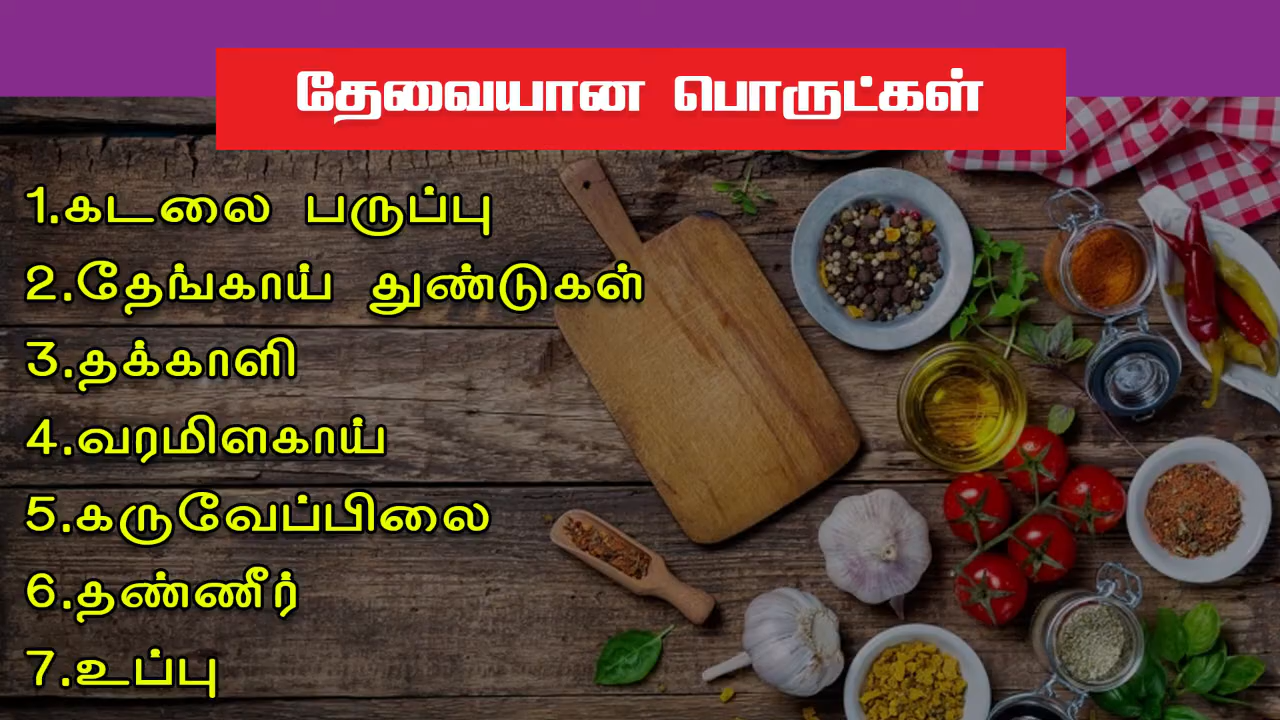 தேவையான பொருட்கள்
1.கடலை பருப்பு
2.தேங்காய் துண்டுகள்
3.தக்காளி
4.வரமிளகாய்
5.கருவேப்பிலை
6.தண்ணீர்
7.உப்பு